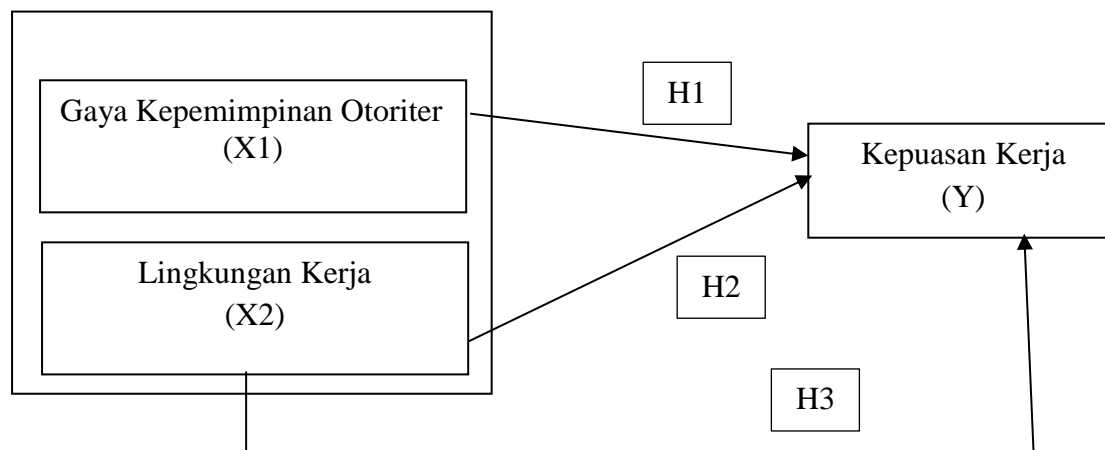 Gaya Kepemimpinan Otoriter
(X1)
H1
Kepuasan Kerja
(Y)
Lingkungan Kerja
(X2)
H2
H3